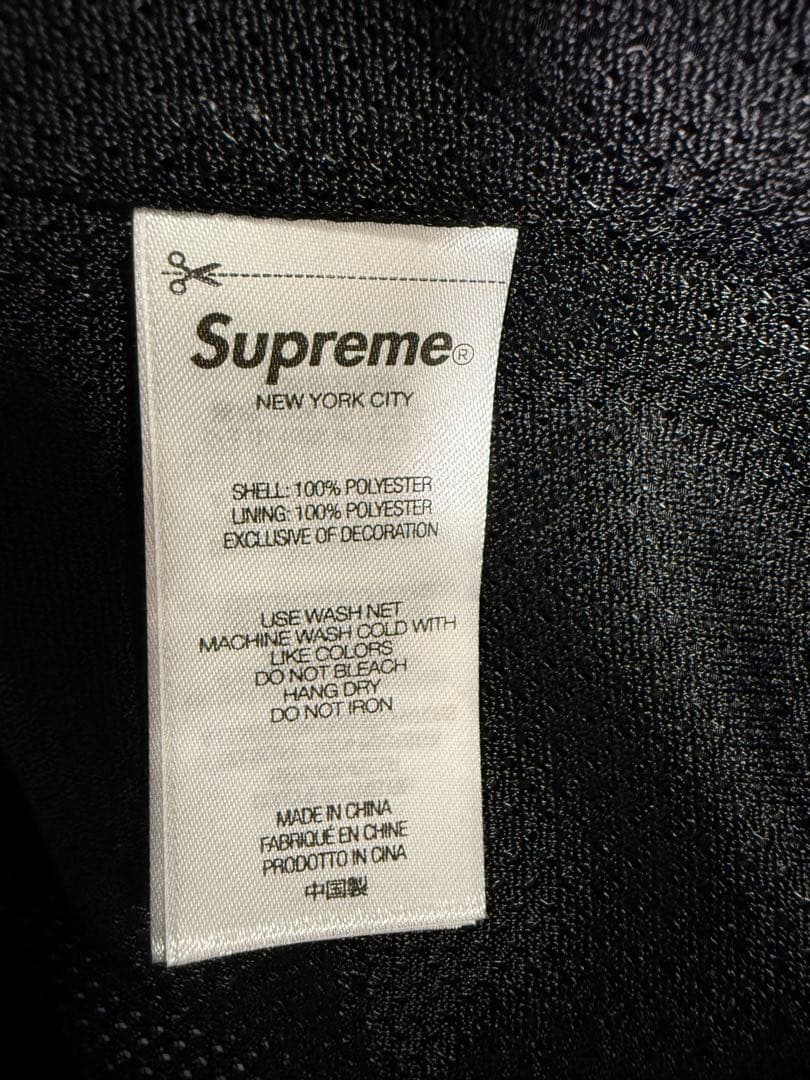 Supreme®
NEW YORK CITY
SHELL: 100% POLYESTER
LINING: 100% POLYESTER
EXCLUSIVE OF DECORATION
USE WASH NET
MACHINE WASH COLD WITH
LIKE COLORS
DO NOT BLEACH
HANG DRY
DO NOT IRON
MADE IN CHINA
FABRIQUÉ EN CHINE
PRODOTTO IN CINA
中国製